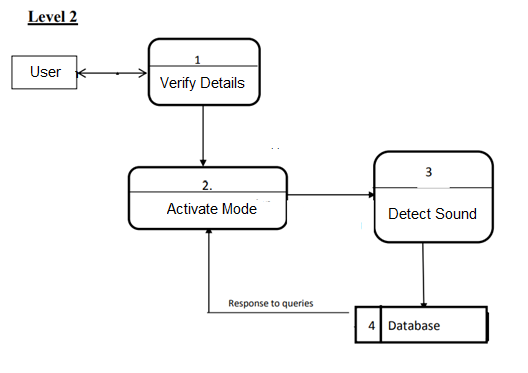 Level 2
1
User
Verify Details
2.
Activate Mode
3
Detect Sound
Response to queries
4 Database